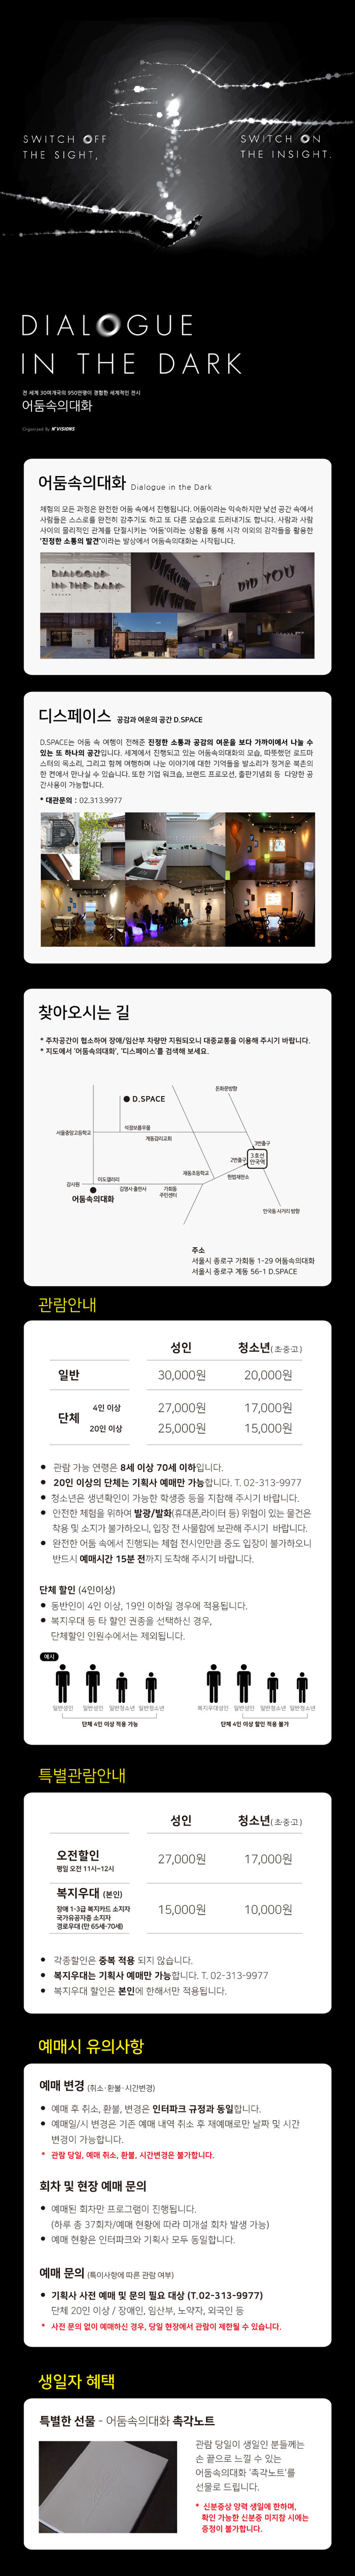 SWITCH OFF
THE SIGHT,
SWITCH ON
THE INSIGHT.
DIALOGUE
IN THE DARK
전 세계 30여개국의 950만명이 경험한 세계적인 전시
어둠속의대화
Organized By N'VISIONS
어둠속의대화 Dialogue in the Dark
체험의 모든 과정은 완전한 어둠 속에서 진행됩니다. 어둠이라는 익숙하지만 낯선 공간 속에서
사람들은 스스로를 완전히 감추기도 하고 또 다른 모습으로 드러내기도 합니다. 사람과 사람
사이의 물리적인 관계를 단절시키는 '어둠'이라는 상황을 통해 시각 이외의 감각들을 활용한
'진정한 소통의 발견'이라는 발상에서 어둠속의대화는 시작됩니다.
DIALOGUE
IN THE DARK
DID YOU
디스페이스 공감과 여운의 공간 D.SPACE
D.SPACE는 어둠 속 여행이 전해준 진정한 소통과 공감의 여운을 보다 가까이에서 나눌 수
있는 또 하나의 공간입니다. 세계에서 진행되고 있는 어둠속의대화의 모습, 따뜻했던 로드마
스터의 목소리, 그리고 함께 여행하며 나눈 이야기에 대한 기억들을 발소리가 정겨운 북촌의
한 켠에서 만나실 수 있습니다. 또한 기업 워크숍, 브랜드 프로모션, 출판기념회 등 다양한 공
간사용이 가능합니다.
* 대관문의 : 02.313.9977
찾아오시는 길
* 주차공간이 협소하며 장애/임산부 차량만 지원되오니 대중교통을 이용해 주시기 바랍니다.
* 지도에서 '어둠속의대화', '디스페이스'를 검색해 보세요.
돈화문방향
D.SPACE
석정보름우물
서울중앙고등학교
계동감리교회
3번출구
2번출구
3호선
안국역
재동초등학교
헌법재판소
이도갤러리
감사원
김영사 출판사
가회동
주민센터
어둠속의대화
안국동 사거리 방향
주소
서울시 종로구 가회동 1-29 어둠속의대화
서울시 종로구 계동 56-1 D.SPACE
관람안내
성인 청소년(초·중·고)
일반 30,000원 20,000원
단체 4인 이상 27,000원 17,000원
20인 이상 25,000원 15,000원
● 관람 가능 연령은 8세 이상 70세 이하입니다.
● 20인 이상의 단체는 기획사 예매만 가능합니다. T. 02-313-9977
● 청소년은 생년확인이 가능한 학생증 등을 지참해 주시기 바랍니다.
● 안전한 체험을 위하여 발광/발화(휴대폰,라이터 등) 위험이 있는 물건은
착용 및 소지가 불가하오니, 입장 전 사물함에 보관해 주시기 바랍니다.
● 완전한 어둠 속에서 진행되는 체험 전시인만큼 중도 입장이 불가하오니
반드시 예매시간 15분 전까지 도착해 주시기 바랍니다.
단체 할인 (4인이상)
● 동반인이 4인 이상, 19인 이하일 경우에 적용됩니다.
● 복지우대 등 타 할인 권종을 선택하신 경우,
단체할인 인원수에서는 제외됩니다.
예시
일반성인 일반성인 일반청소년 일반청소년
단체 4인 이상 적용 가능
복지우대성인 일반성인 일반청소년 일반청소년
단체 4인 이상 할인 적용 불가
특별관람안내
성인 청소년(초·중·고)
오전할인
평일 오전 11시~12시
27,000원 17,000원
복지우대 (본인)
장애 1-3급 복지카드 소지자
국가유공자증 소지자
경로우대 (만 65세-70세)
15,000원 10,000원
● 각종할인은 중복 적용 되지 않습니다.
● 복지우대는 기획사 예매만 가능합니다. T. 02-313-9977
● 복지우대 할인은 본인에 한해서만 적용됩니다.
예매시 유의사항
예매 변경 (취소·환불·시간변경)
● 예매 후 취소, 환불, 변경은 인터파크 규정과 동일합니다.
● 예매일/시 변경은 기존 예매 내역 취소 후 재예매로만 날짜 및 시간
변경이 가능합니다.
* 관람 당일, 예매 취소, 환불, 시간변경은 불가합니다.
회차 및 현장 예매 문의
● 예매된 회차만 프로그램이 진행됩니다.
(하루 총 37회차/예매 현황에 따라 미개설 회차 발생 가능)
● 예매 현황은 인터파크와 기획사 모두 동일합니다.
예매 문의 (특이사항에 따른 관람 여부)
● 기획사 사전 예매 및 문의 필요 대상 (T.02-313-9977)
단체 20인 이상 / 장애인, 임산부, 노약자, 외국인 등
* 사전 문의 없이 예매하신 경우, 당일 현장에서 관람이 제한될 수 있습니다.
생일자 혜택
특별한 선물 - 어둠속의대화 촉각노트
관람 당일이 생일인 분들께는
손 끝으로 느낄 수 있는
어둠속의대화 '촉각노트'를
선물로 드립니다.
* 신분증상 양력 생일에 한하며,
확인 가능한 신분증 미지참 시에는
증정이 불가합니다.